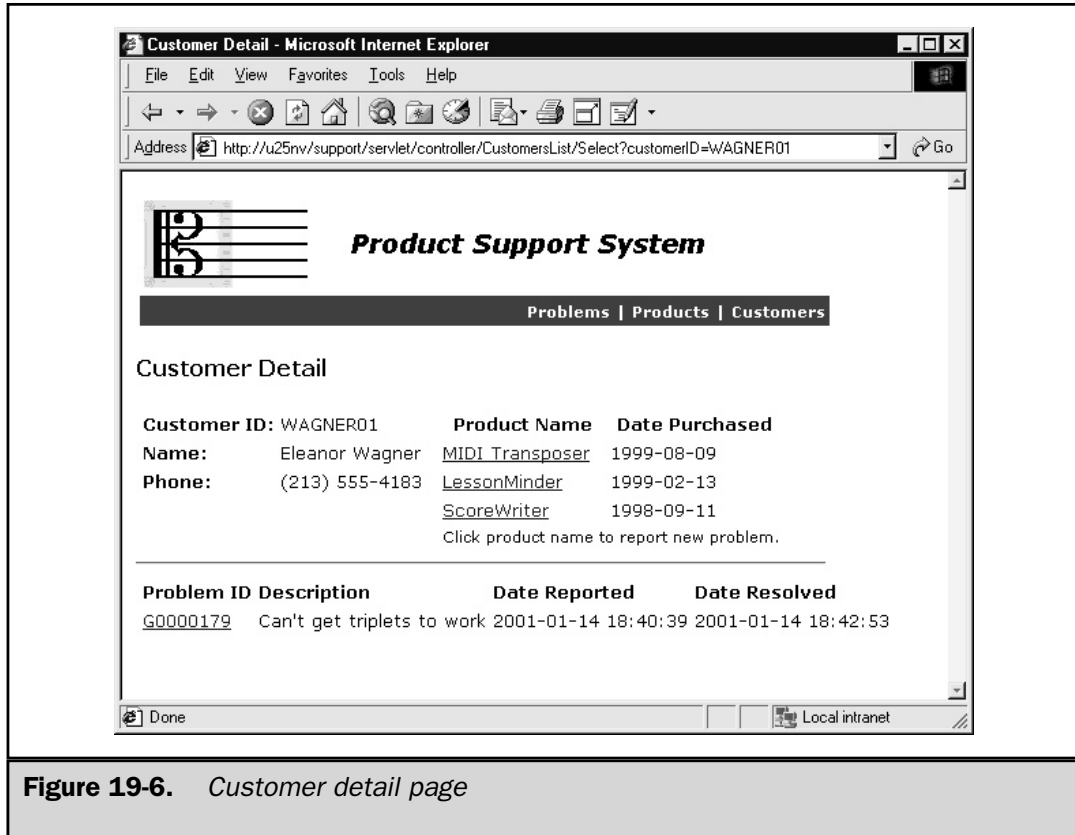 Customer Detail - Microsoft Internet Explorer
File Edit View Favorites Tools Help
Address http://u25nv/support/servlet/controller/CustomersList/Select?customerID=WAGNER01 Go
Product Support System
Problems | Products | Customers
Customer Detail
Customer ID: WAGNER01 Product Name Date Purchased
Name: Eleanor Wagner MIDI Transposer 1999-08-09
Phone: (213) 555-4183 LessonMinder 1999-02-13
ScoreWriter 1998-09-11
Click product name to report new problem.
Problem ID Description Date Reported Date Resolved
G0000179 Can't get triplets to work 2001-01-14 18:40:39 2001-01-14 18:42:53
Done Local intranet
Figure 19-6. Customer detail page